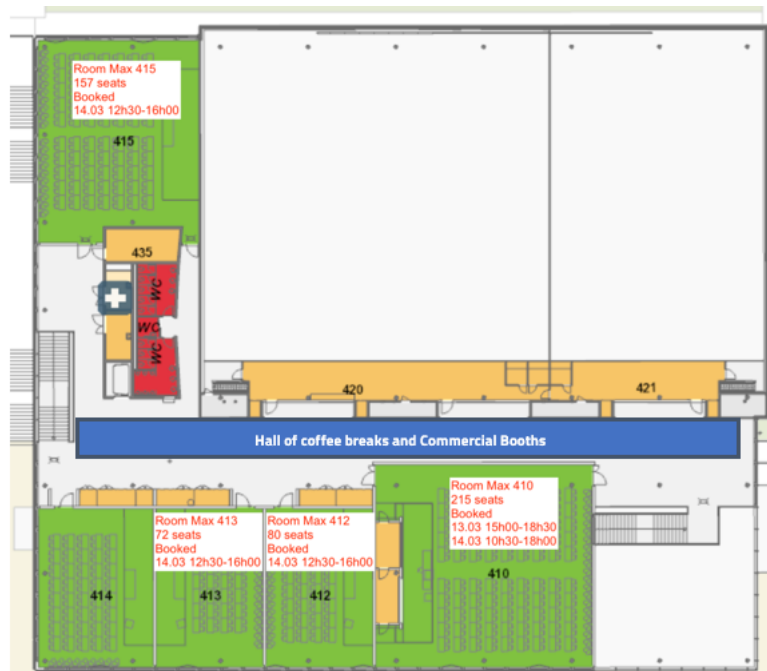 Room Max 415
157 seats
Booked
14.03 12h30-16h00
415
435
WC
WC
WC
420
421
Hall of coffee breaks and Commercial Booths
Room Max 410
215 seats
Booked
13.03 15h00-18h30
14.03 10h30-18h00
410
Room Max 413
72 seats
Booked
14.03 12h30-16h00
413
Room Max 412
80 seats
Booked
14.03 12h30-16h00
412
414